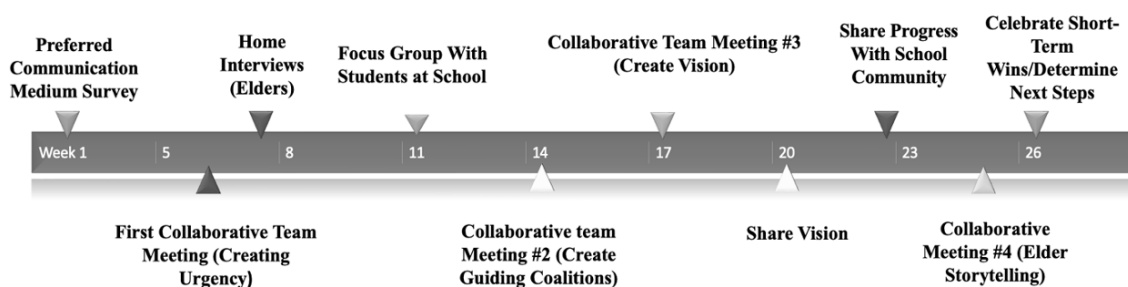 Preferred
Communication
Medium Survey
Home
Interviews
(Elders)
Focus Group With
Students at School
Collaborative Team Meeting #3
(Create Vision)
Share Progress
With School
Community
Celebrate Short-
Term
Wins/Determine
Next Steps
Week 1
5
8
11
14
17
20
23
26
First Collaborative Team
Meeting (Creating
Urgency)
Collaborative team
Meeting #2 (Create
Guiding Coalitions)
Share Vision
Collaborative
Meeting #4 (Elder
Storytelling)